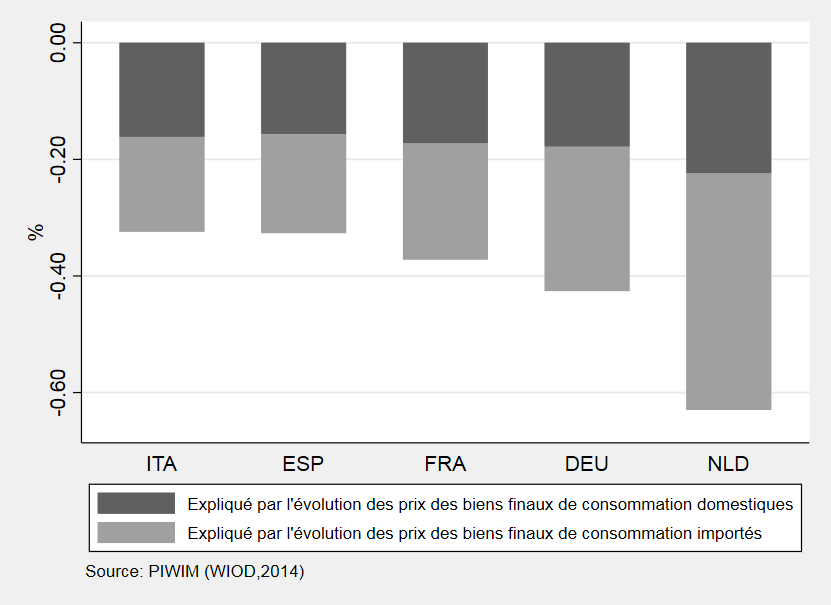 0.00
-0.20
-0.40
-0.60
%
ITA ESP FRA DEU NLD
Expliqué par l'évolution des prix des biens finaux de consommation domestiques
Expliqué par l'évolution des prix des biens finaux de consommation importés
Source: PIWIM (WIOD,2014)